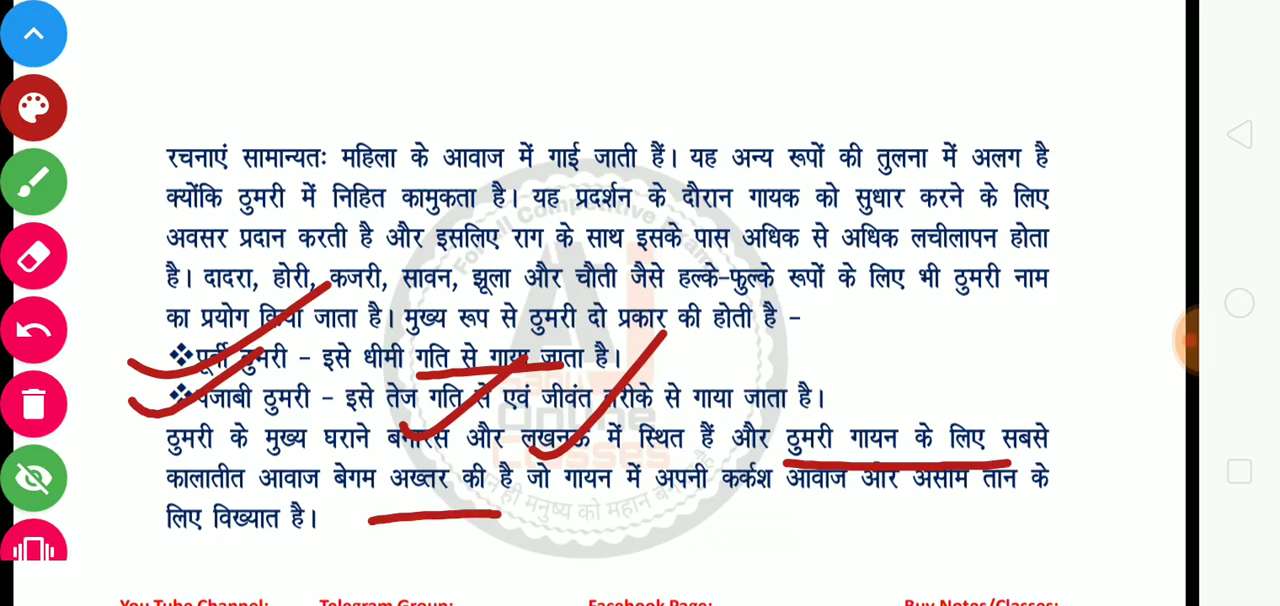 रचनाएं सामान्यतः महिला के आवाज में गाई जाती हैं। यह अन्य रूपों की तुलना में अलग है
क्योंकि ठुमरी में निहित कामुकता है। यह प्रदर्शन के दौरान गायक को सुधार करने के लिए
अवसर प्रदान करती है और इसलिए राग के साथ इसके पास अधिक से अधिक लचीलापन होता
है। दादरा, होरी, कजरी, सावन, झूला और चौती जैसे हल्के-फुल्के रूपों के लिए भी ठुमरी नाम
का प्रयोग किया जाता है। मुख्य रूप से ठुमरी दो प्रकार की होती है –
❖पूर्वी ठुमरी – इसे धीमी गति से गाया जाता है।
❖पंजाबी ठुमरी – इसे तेज गति से एवं जीवंत तरीके से गाया जाता है।
ठुमरी के मुख्य घराने बनारस और लखनऊ में स्थित हैं और ठुमरी गायन के लिए सबसे
कालातीत आवाज बेगम अख्तर की है जो गायन में अपनी कर्कश आवाज और असाम तान के
लिए विख्यात है।
You Tube Channel: Telegram Group: Facebook Page: Buy Notes/Classes: